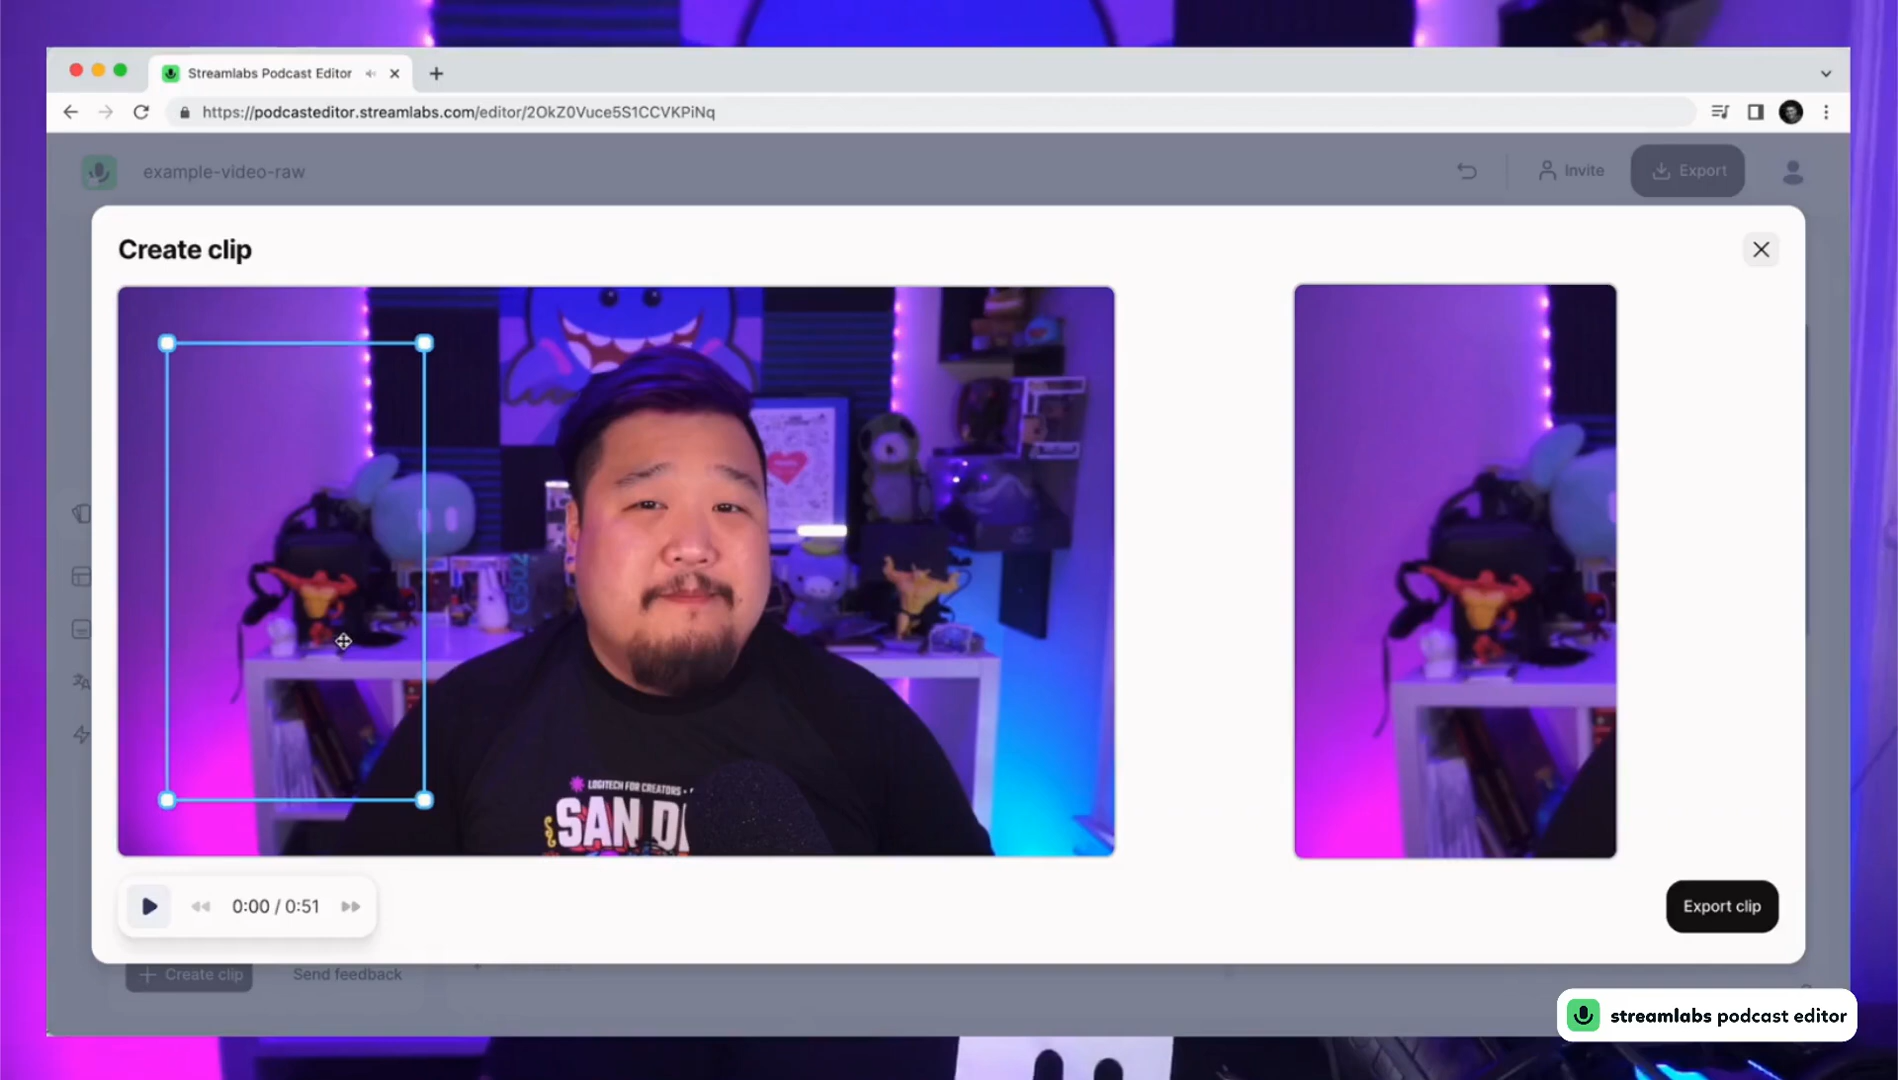 Streamlabs Podcast Editor
https://podcasteditor.streamlabs.com/editor/2OkZ0Vuce5S1CCVKPiNq
example-video-raw
Invite
Export
Create clip
GS02
LOGITECH FOR CREATORS
SAN DI
0:00 / 0:51
Export clip
Create clip
Send feedback
streamlabs podcast editor